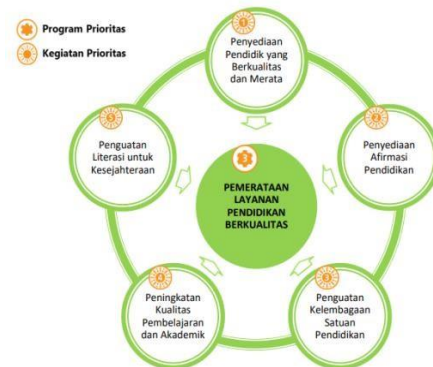 Program Prioritas
Kegiatan Prioritas
1
Penyediaan
Pendidik yang
Berkualitas
dan Merata
2
Penyediaan
Afirmasi
Pendidikan
3
Penguatan
Kelembagaan
Satuan
Pendidikan
4
Peningkatan
Kualitas
Pembelajaran
dan Akademik
5
Penguatan
Literasi untuk
Kesejahteraan
3
PEMERATAAN
LAYANAN
PENDIDIKAN
BERKUALITAS